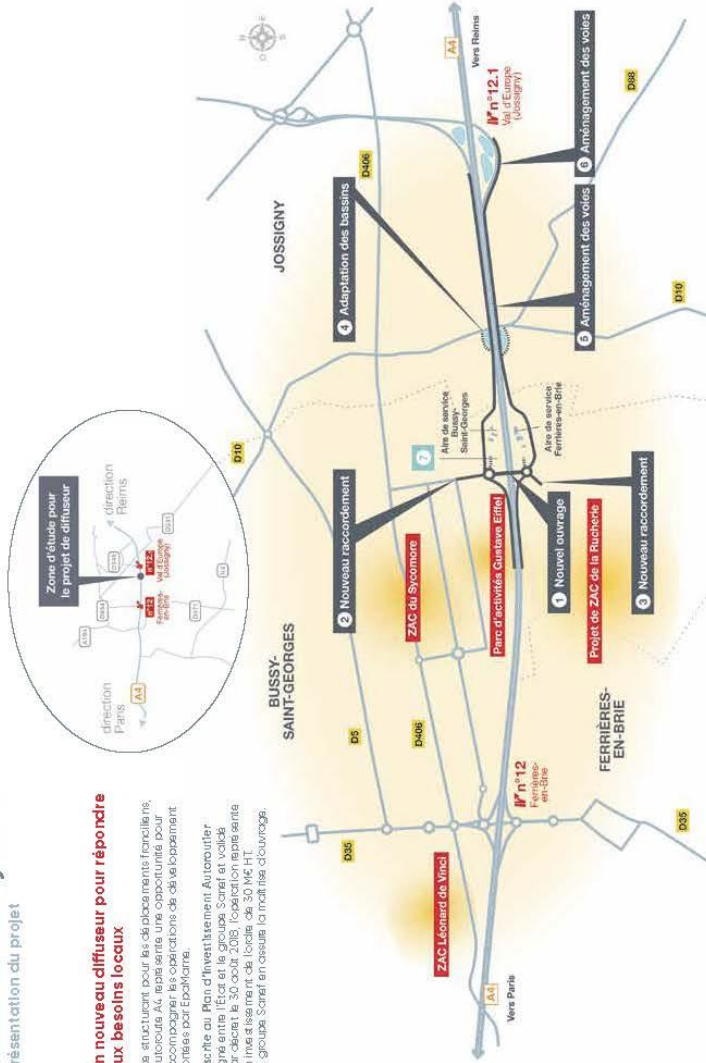 résentation du projet
n nouveau diffuseur pour répondre
ux besoins locaux
e structurant pour les déplacements franciliens,
utoroute A4 représente une opportunité pour
ccompagner les opérations de développement
ortées par EpaMarne.
scrite au Plan d'Investissement Autoroutier
gné entre l'État et le groupe Sanef et validé
ar décret le 30 août 2018, l'opération représente
n investissement de l'ordre de 30 M€ HT.
groupe Sanef en assure la maîtrise d'ouvrage.
Zone d'étude pour
le projet de diffuseur
direction
Paris
direction
Reims
A4
A104
n°12
Ferrières-
en-Brie
n°12.1
Val d'Europe
(Jossigny)
N4
D10
BUSSY-
SAINT-GEORGES
JOSSIGNY
D5
D406
D406
D35
2 Nouveau raccordement
4 Adaptation des bassins
ZAC du Sycomore
ZAC Léonard de Vinci
7
Aire de service
Bussy-
Saint-Georges
Aire de service
Ferrières-en-Brie
Parc d'activités Gustave Eiffel
A4
Vers Reims
n°12.1
Val d'Europe
(Jossigny)
A4
Vers Paris
n°12
Ferrières-
en-Brie
1 Nouvel ouvrage
5 Aménagement des voies
6 Aménagement des voies
Projet de ZAC de la Rucherie
3 Nouveau raccordement
FERRIÈRES-
EN-BRIE
D35
D10
D88